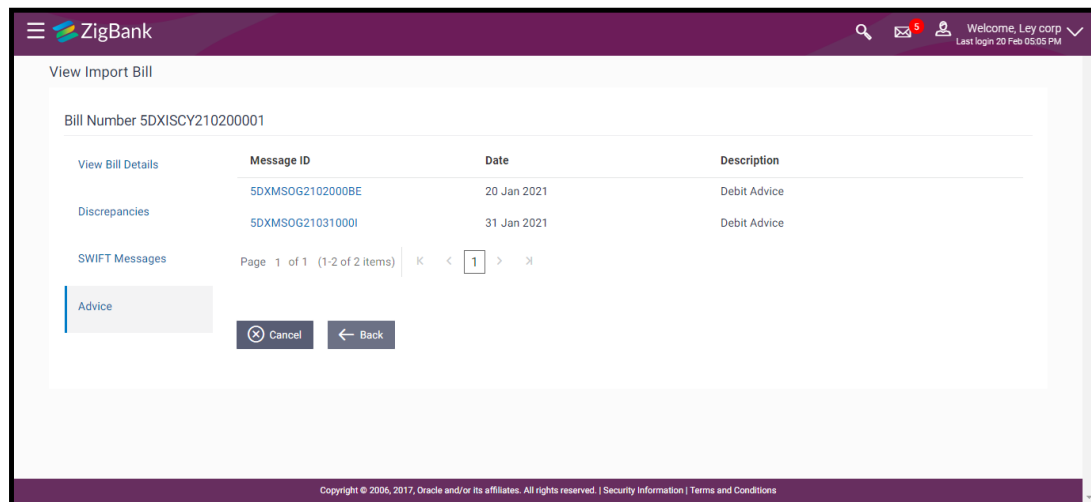 ZigBank
5
Welcome, Ley corp
Last login 20 Feb 05:05 PM
View Import Bill
Bill Number 5DXISCY210200001
View Bill Details
Discrepancies
SWIFT Messages
Advice
Message ID Date Description
5DXMSOG2102000BE 20 Jan 2021 Debit Advice
5DXMSOG21031000I 31 Jan 2021 Debit Advice
Page 1 of 1 (1-2 of 2 items) 1
Cancel Back
Copyright © 2006, 2017, Oracle and/or its affiliates. All rights reserved. | Security Information | Terms and Conditions